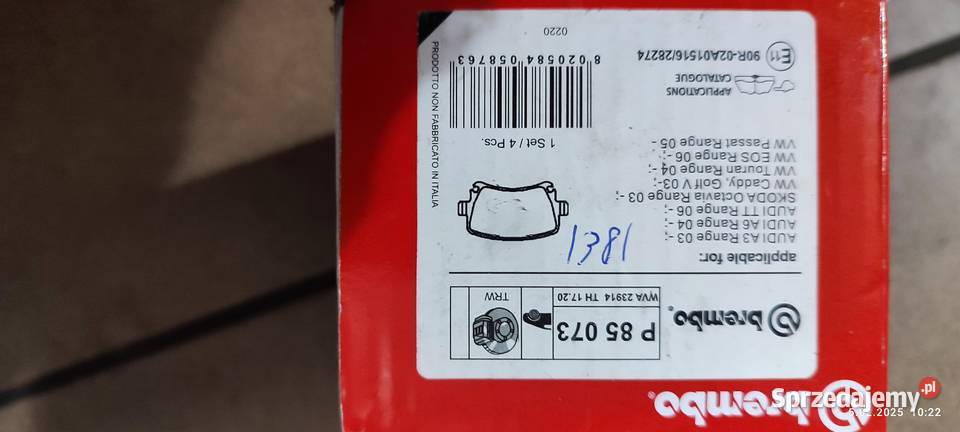 brembo
brembo
P 85 073
WVA 23914 TH 17.20
TRW
applicable for:
AUDI A3 Range 03 -;
AUDI A6 Range 04 -;
AUDI TT Range 06 -;
SKODA Octavia Range 03 -;
VW Caddy, Golf V 03-;
VW Touran Range 04 -;
VW EOS Range 06 -;
VW Passat Range 05 -
1381
1 Set / 4 Pcs.
8 020584 058763
APPLICATIONS
CATALOGUE
E11
90R-02A01516/28274
0220
PRODOTTO NON FABBRICATO IN ITALIA
Sprzedajemy.pl
10:22